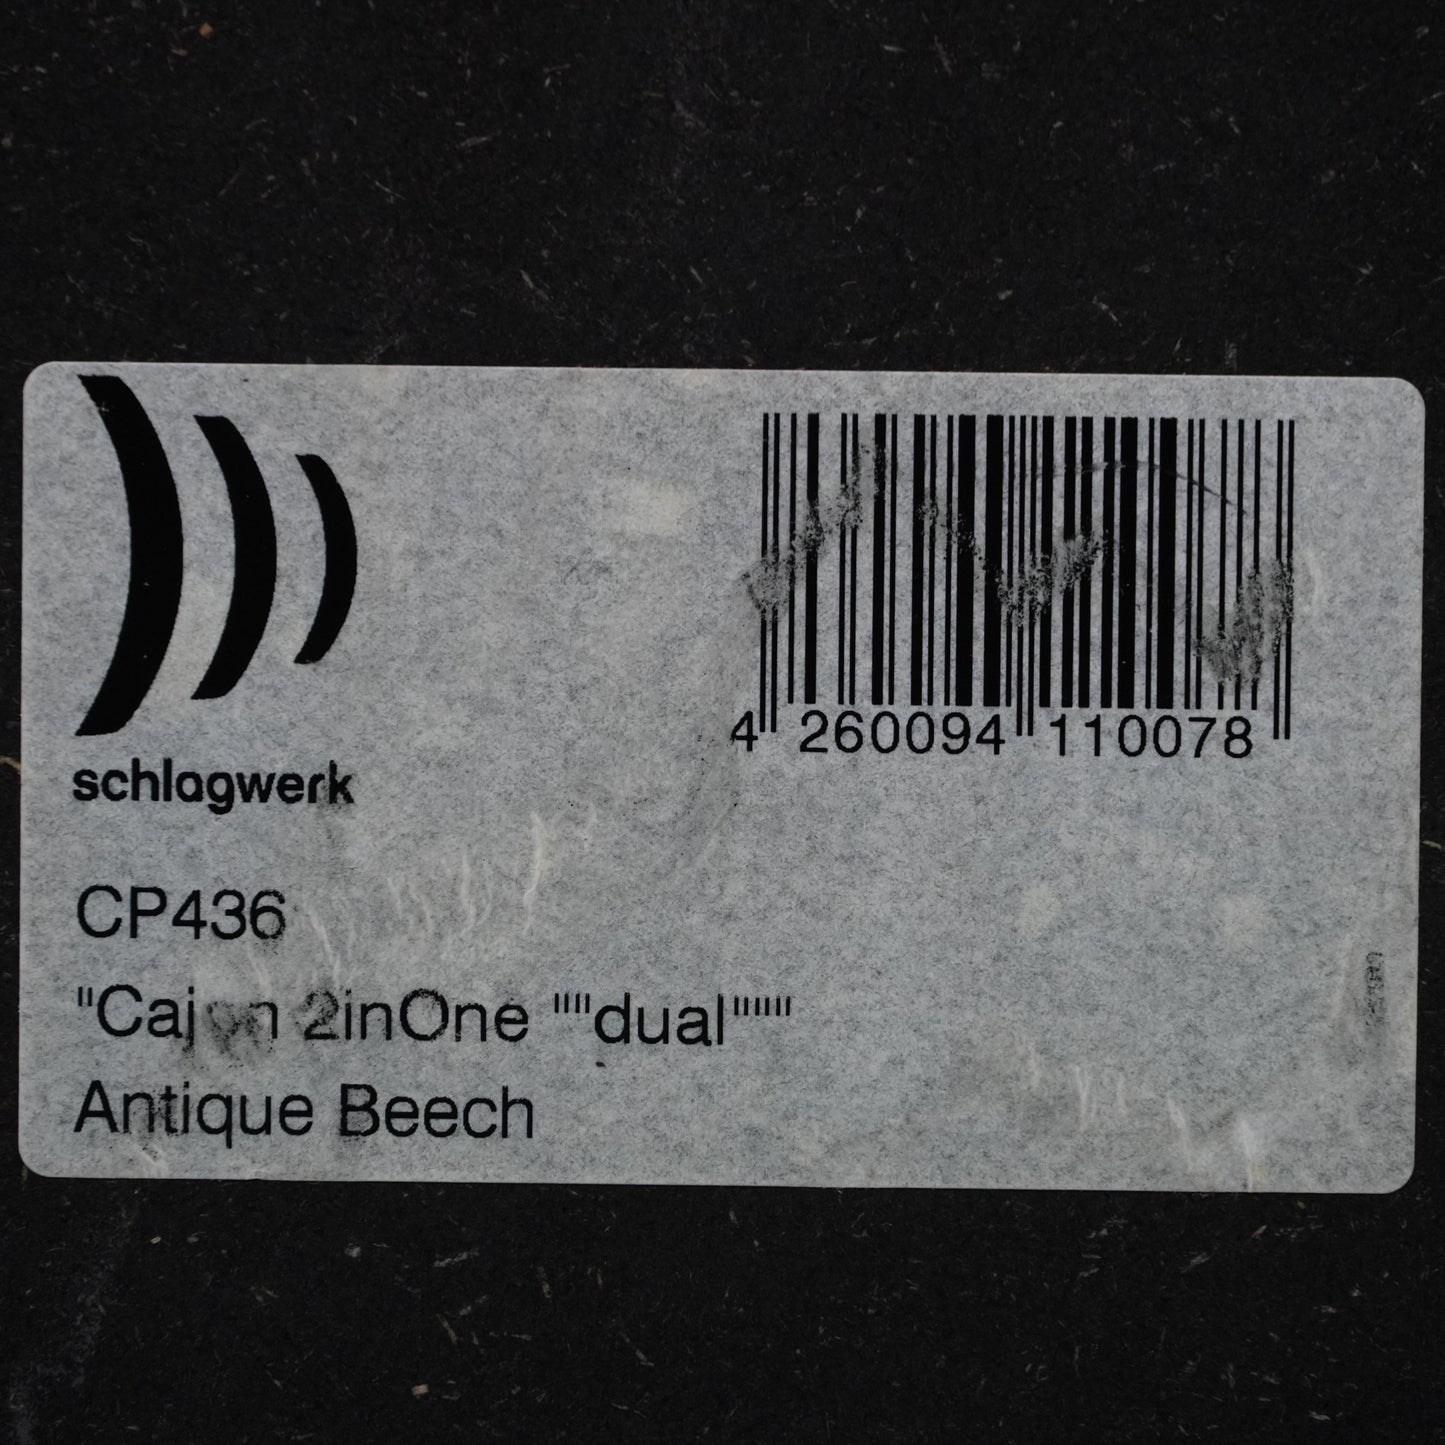 schlagwerk
4 260094 110078
CP436
"Cajon 2inOne ""dual"""
Antique Beech